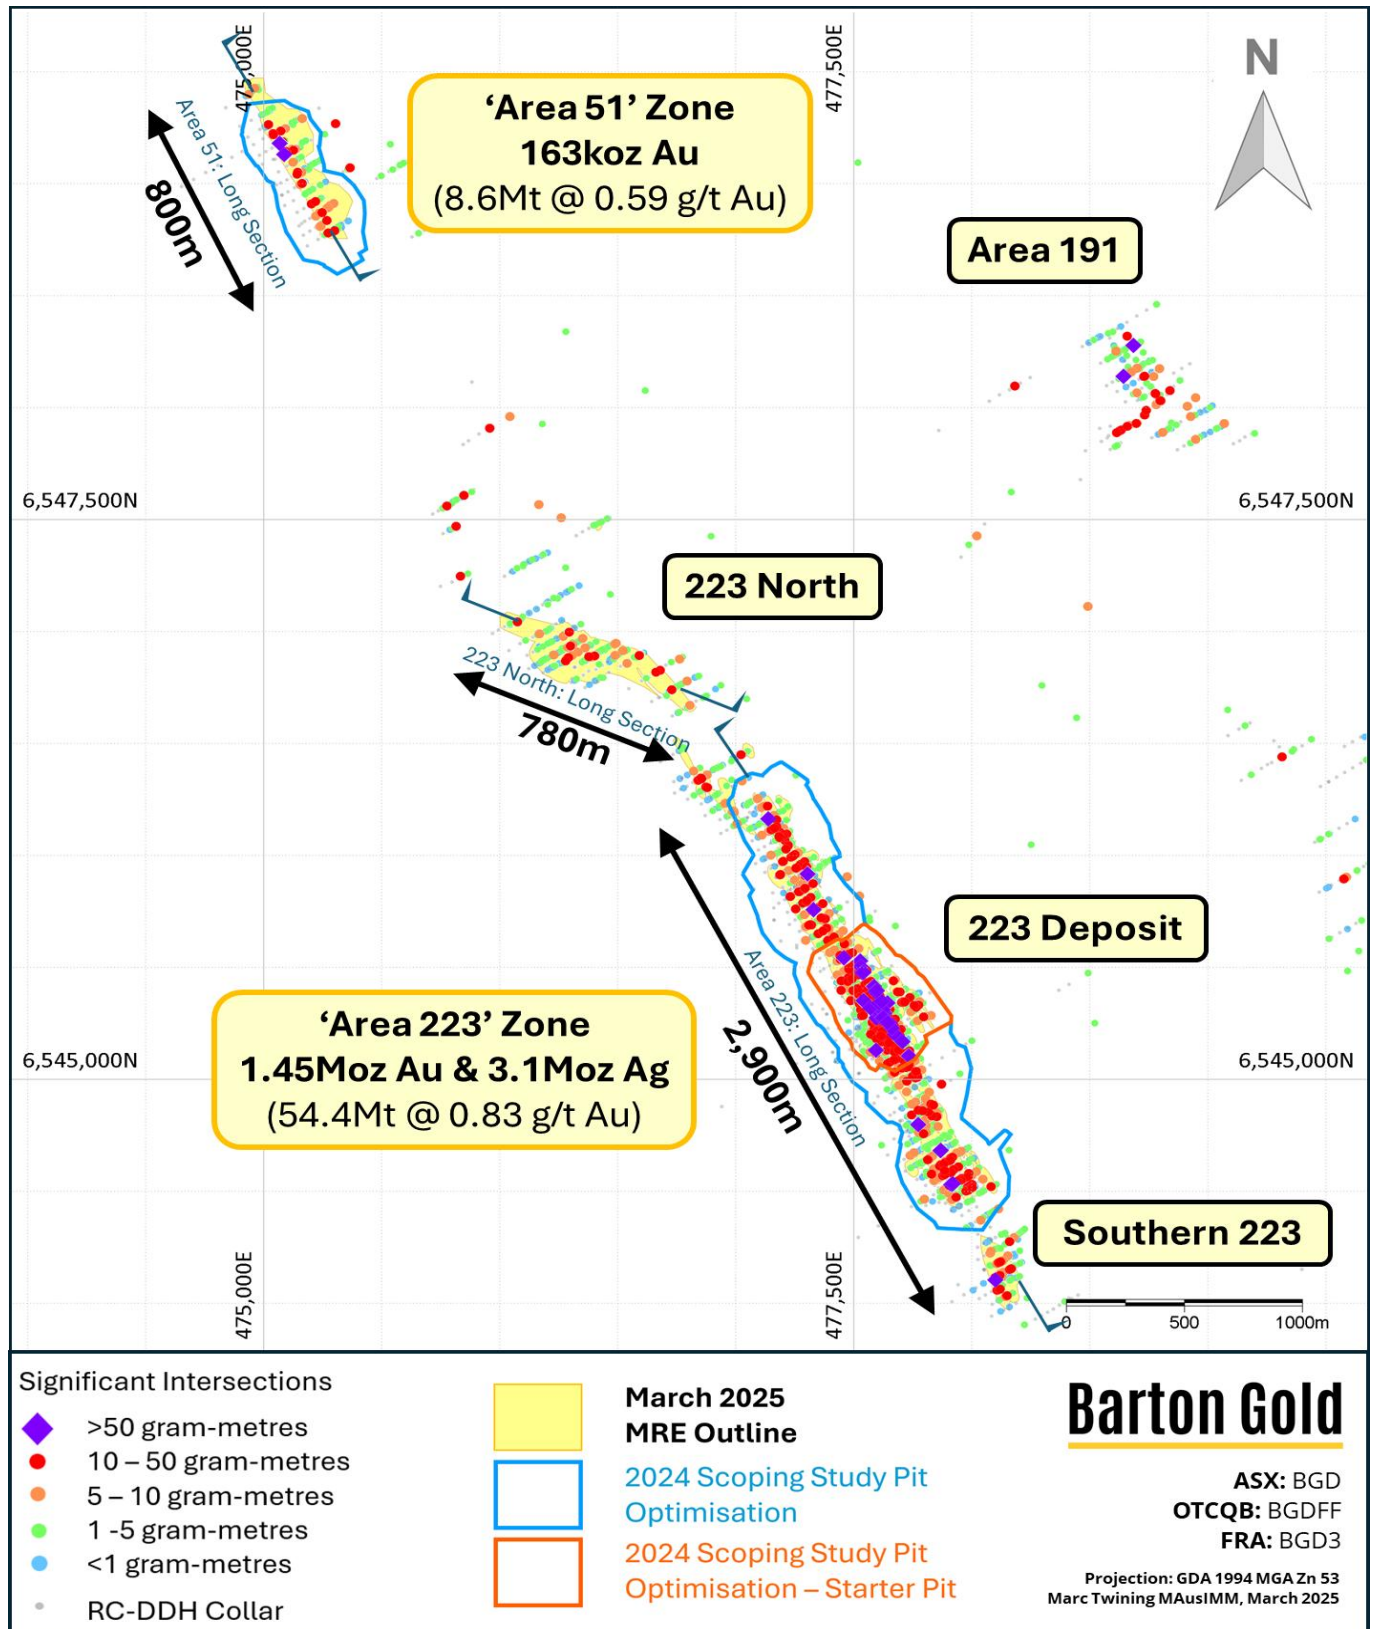 475,000E
477,500E
N
'Area 51' Zone
163koz Au
(8.6Mt @ 0.59 g/t Au)
Area 51: Long Section
800m
Area 191
6,547,500N
6,547,500N
223 North
223 North: Long Section
780m
223 Deposit
Area 223: Long Section
2,900m
'Area 223' Zone
1.45Moz Au & 3.1Moz Ag
(54.4Mt @ 0.83 g/t Au)
6,545,000N
6,545,000N
Southern 223
475,000E
477,500E
0 500 1000m
Significant Intersections
>50 gram-metres
10 – 50 gram-metres
5 – 10 gram-metres
1 -5 gram-metres
<1 gram-metres
RC-DDH Collar
March 2025
MRE Outline
2024 Scoping Study Pit
Optimisation
2024 Scoping Study Pit
Optimisation – Starter Pit
Barton Gold
ASX: BGD
OTCQB: BGDFF
FRA: BGD3
Projection: GDA 1994 MGA Zn 53
Marc Twining MAusIMM, March 2025